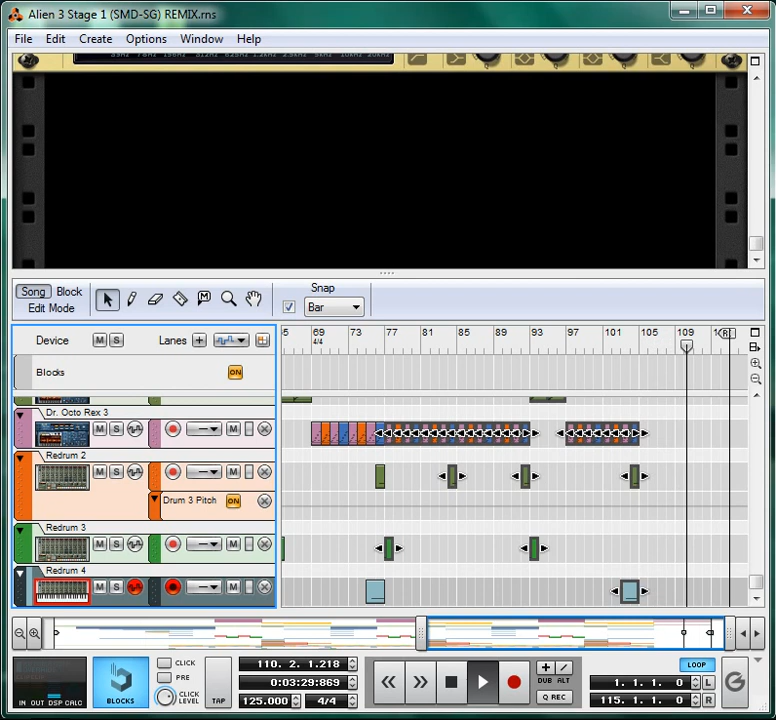 Alien 3 Stage 1 (SMD-SG) REMIX.rns
File Edit Create Options Window Help
Song Block
Edit Mode
Snap
Bar
Device M S Lanes
69 73 77 81 85 89 93 97 101 105 109
4/4
R
Blocks ON
Dr. Octo Rex 3
M S M
Redrum 2
M S M
Drum 3 Pitch ON
Redrum 3
M S M
Redrum 4
M S M
IN OUT DSP CALC
BLOCKS
CLICK
PRE
CLICK
LEVEL
TAP
110. 2. 1.218
0:03:29:869
125.000 4/4
DUB ALT
Q REC
LOOP
1. 1. 1. 0 L
115. 1. 1. 0 R